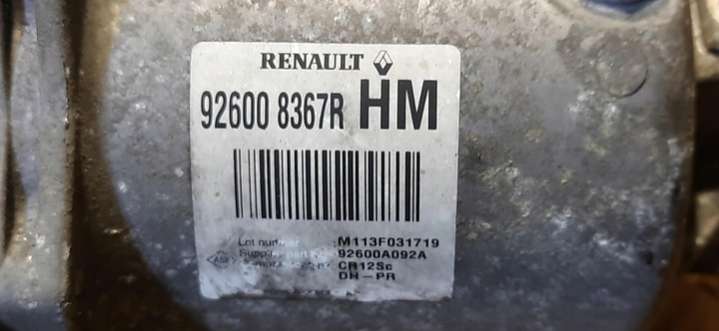 RENAULT
92600 8367R HM
Lot number M113F031719
92600A092A
CR12Sc
DH-PR